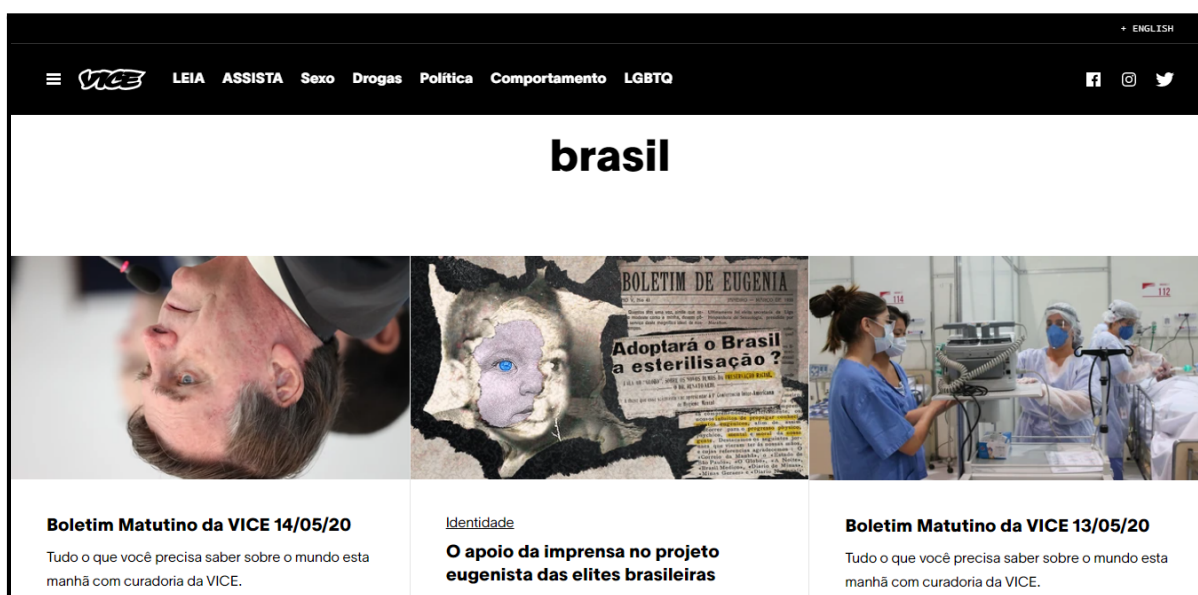 + ENGLISH
VICE LEIA ASSISTA Sexo Drogas Política Comportamento LGBTQ
brasil
BOLETIM DE EUGENIA
Adoptará o Brasil
a esterilisação ?
114
112
Boletim Matutino da VICE 14/05/20
Tudo o que você precisa saber sobre o mundo esta
manhã com curadoria da VICE.
Identidade
O apoio da imprensa no projeto
eugenista das elites brasileiras
Boletim Matutino da VICE 13/05/20
Tudo o que você precisa saber sobre o mundo esta
manhã com curadoria da VICE.